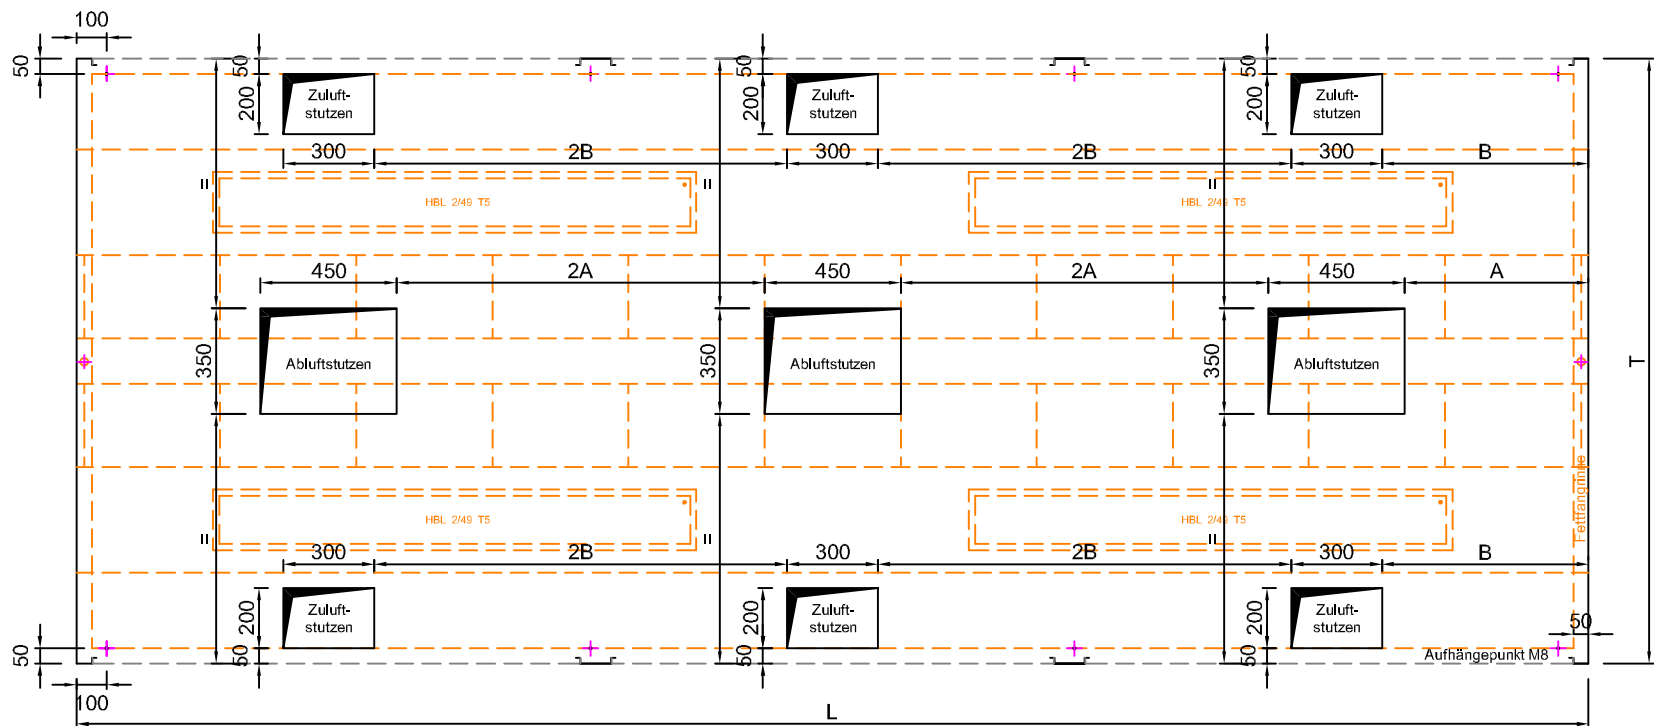 100
50
50
50
50
200
Zuluft-
stutzen
200
Zuluft-
stutzen
200
Zuluft-
stutzen
300
2B
300
2B
300
B
=
=
=
HBL 2/49 T5
HBL 2/49 T5
450
2A
450
2A
450
A
350
Abluftstutzen
350
Abluftstutzen
350
Abluftstutzen
T
HBL 2/49 T5
HBL 2/49 T5
Fettfangrinne
=
=
=
300
2B
300
2B
300
B
200
Zuluft-
stutzen
200
Zuluft-
stutzen
200
Zuluft-
stutzen
50
50
50
50
50
Aufhängepunkt M8
100
L